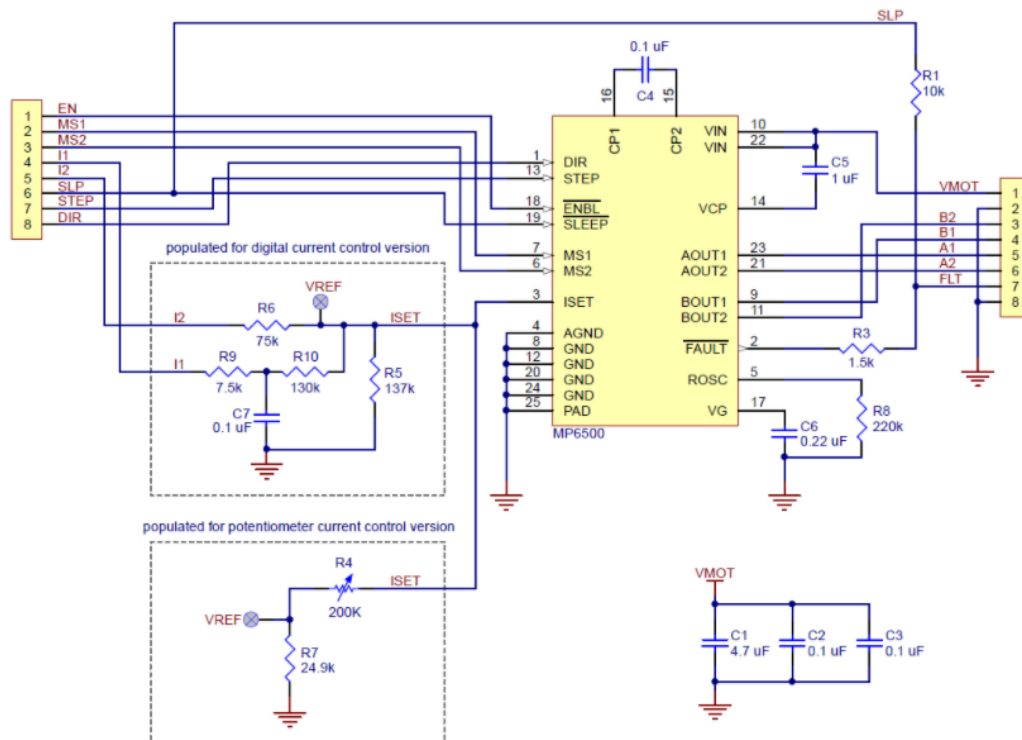 SLP
0.1 uF
C4
16
15
R1
10k
1
EN
2
MS1
3
MS2
4
I1
5
I2
6
SLP
7
STEP
8
DIR
CP1
CP2
1
DIR
13
STEP
18
ENBL
19
SLEEP
7
MS1
6
MS2
3
ISET
4
AGND
8
GND
12
GND
20
GND
24
GND
25
PAD
MP6500
VIN
10
VIN
22
C5
1 uF
VCP
14
AOUT1
23
AOUT2
21
BOUT1
9
BOUT2
11
FAULT
2
R3
1.5k
ROSC
5
VG
17
R8
220k
C6
0.22 uF
VMOT
1
2
B2
3
B1
4
A1
5
A2
6
FLT
7
8
populated for digital current control version
VREF
I2
R6
75k
ISET
I1
R9
7.5k
R10
130k
R5
137k
C7
0.1 uF
populated for potentiometer current control version
R4
200K
ISET
VREF
R7
24.9k
VMOT
C1
4.7 uF
C2
0.1 uF
C3
0.1 uF